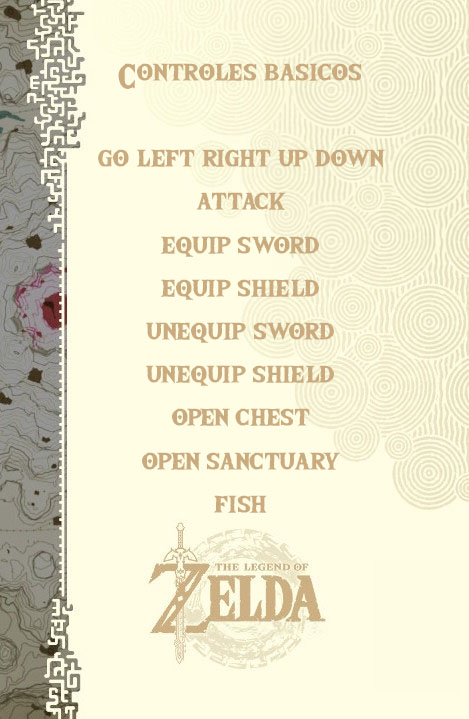 CONTROLES BASICOS
GO LEFT RIGHT UP DOWN
ATTACK
EQUIP SWORD
EQUIP SHIELD
UNEQUIP SWORD
UNEQUIP SHIELD
OPEN CHEST
OPEN SANCTUARY
FISH
THE LEGEND OF
ZELDA